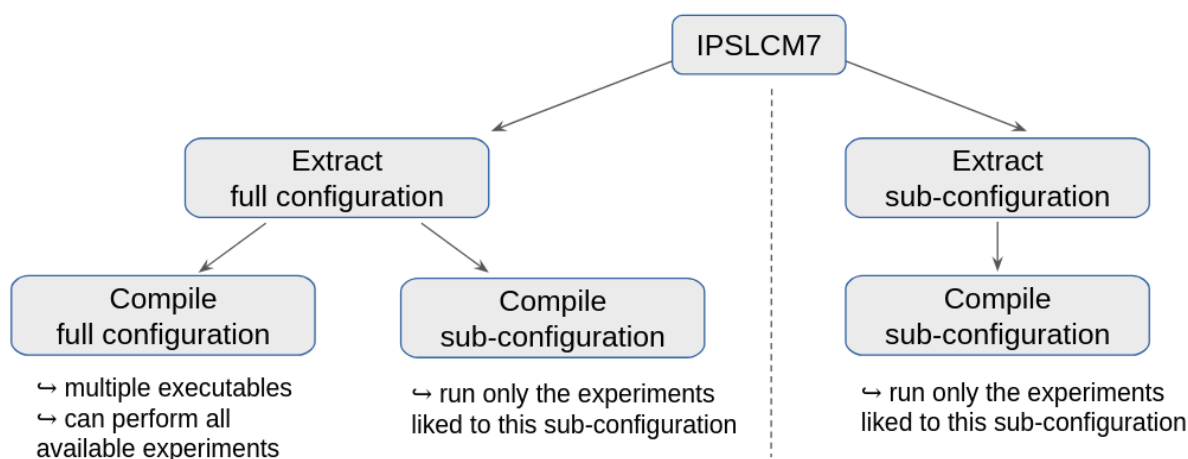 IPSLCM7
Extract
full configuration
Extract
sub-configuration
Compile
full configuration
Compile
sub-configuration
Compile
sub-configuration
↪ multiple executables
↪ can perform all
available experiments
↪ run only the experiments
liked to this sub-configuration
↪ run only the experiments
liked to this sub-configuration